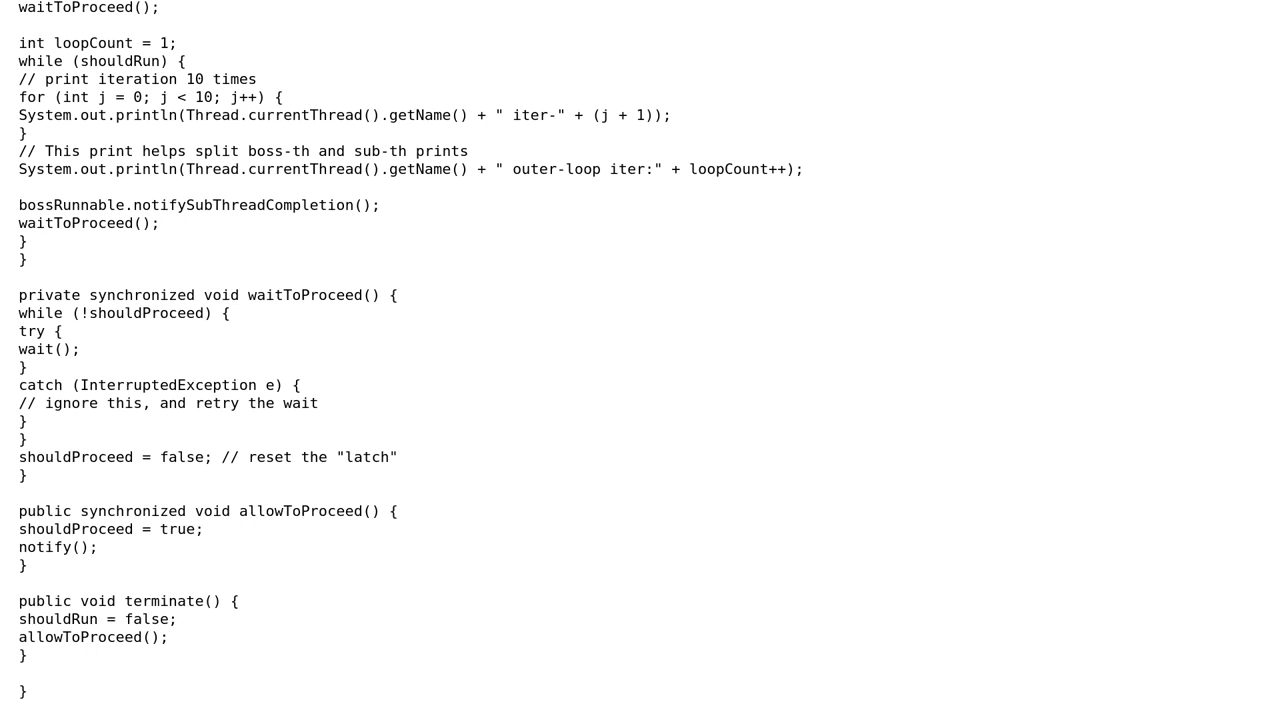 waitToProceed();
int loopCount = 1;
while (shouldRun) {
// print iteration 10 times
for (int j = 0; j < 10; j++) {
System.out.println(Thread.currentThread().getName() + " iter-" + (j + 1));
}
// This print helps split boss-th and sub-th prints
System.out.println(Thread.currentThread().getName() + " outer-loop iter:" + loopCount++);
bossRunnable.notifySubThreadCompletion();
waitToProceed();
}
}
private synchronized void waitToProceed() {
while (!shouldProceed) {
try {
wait();
}
catch (InterruptedException e) {
// ignore this, and retry the wait
}
}
shouldProceed = false; // reset the "latch"
}
public synchronized void allowToProceed() {
shouldProceed = true;
notify();
}
public void terminate() {
shouldRun = false;
allowToProceed();
}
}